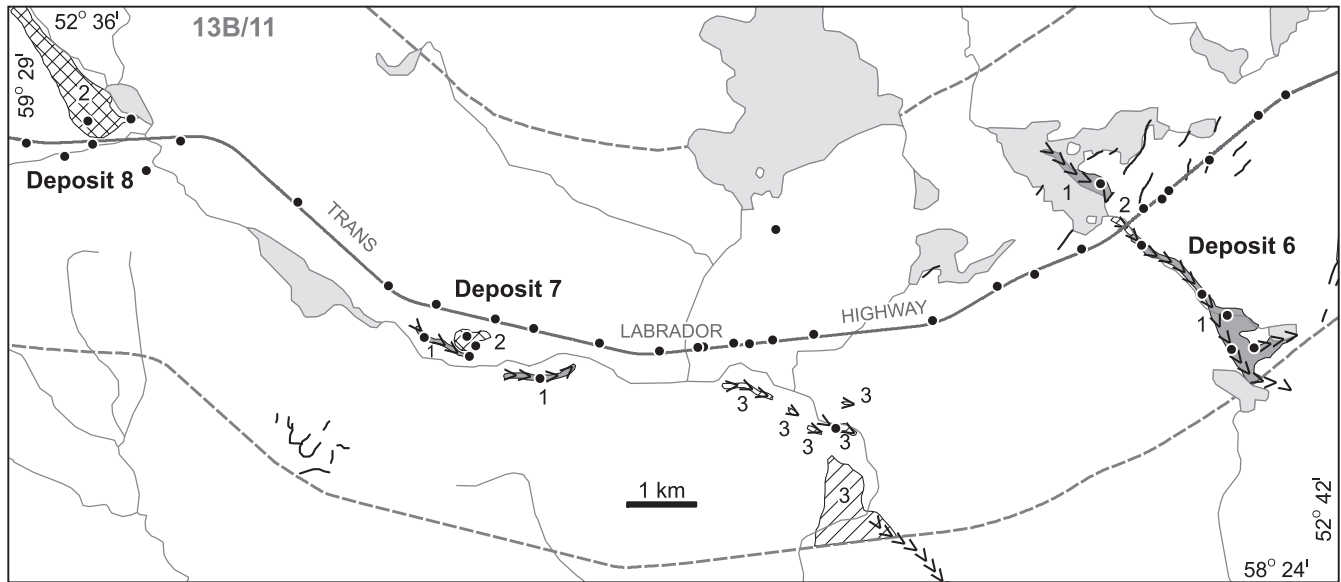 52° 36'
13B/11
59° 29'
2
Deposit 8
TRANS
1
2
Deposit 6
Deposit 7
HIGHWAY
LABRADOR
1
2
1
1
3
3
3
3
3
1 km
3
52° 42'
58° 24'